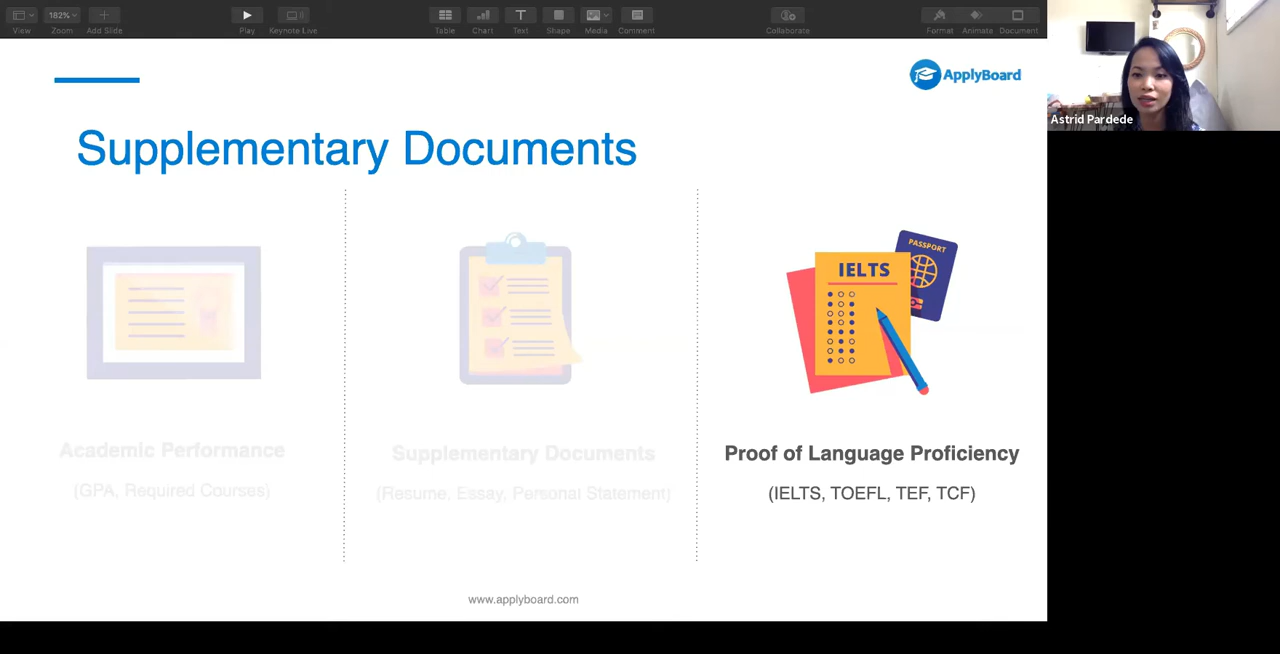 182%
View
Zoom
Add Slide
Play
Keynote Live
Table
Chart
Text
Shape
Media
Comment
Collaborate
Format
Animate
Document
Astrid Pardede
ApplyBoard
Supplementary Documents
Academic Performance
(GPA, Required Courses)
Supplementary Documents
(Resume, Essay, Personal Statement)
PASSPORT
IELTS
Proof of Language Proficiency
(IELTS, TOEFL, TEF, TCF)
www.applyboard.com